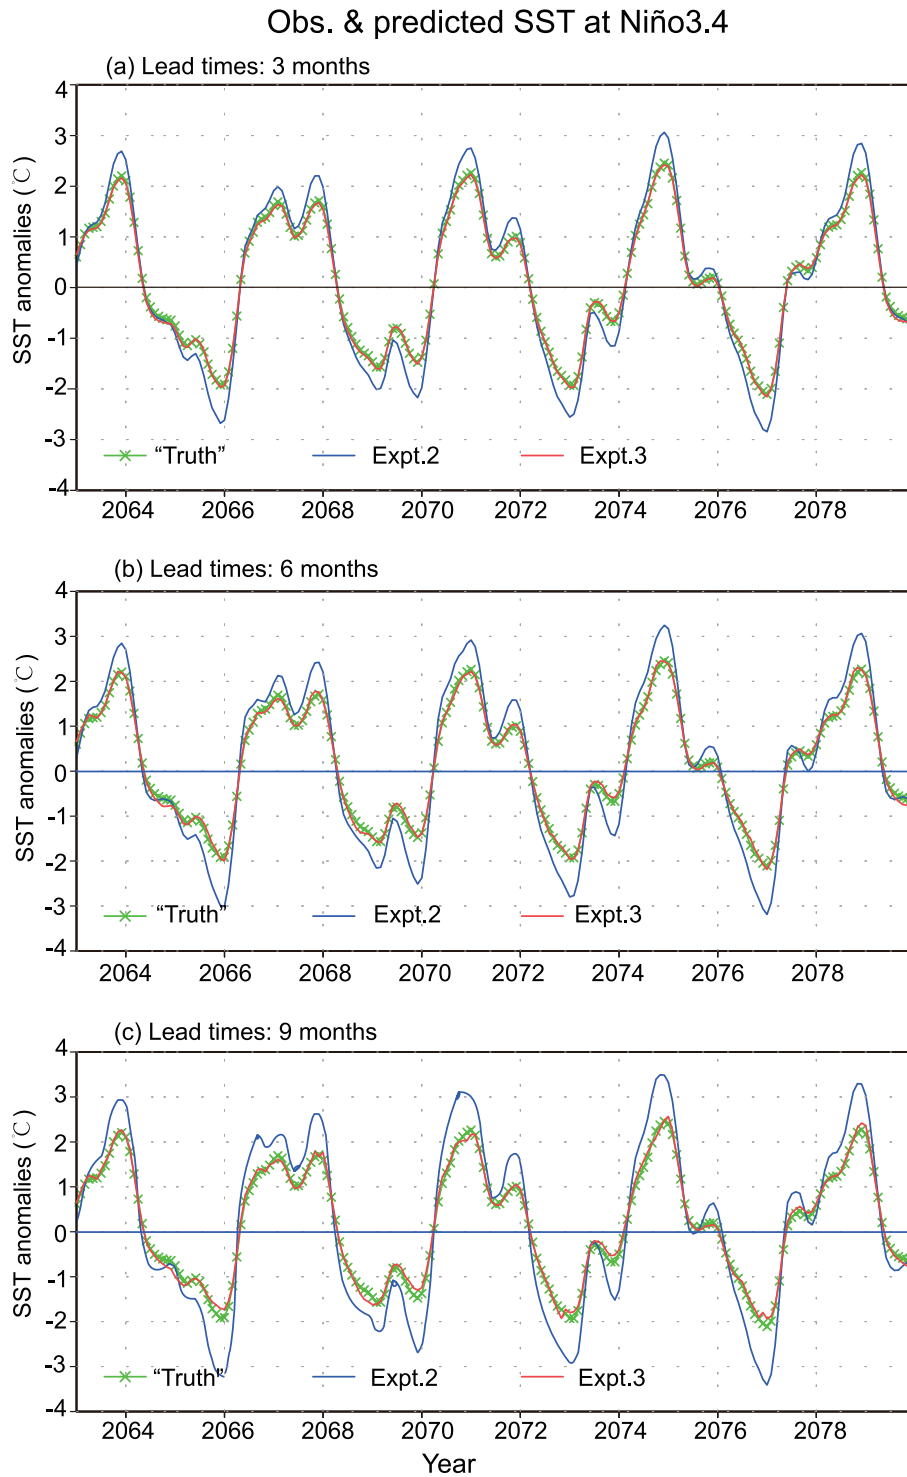 Obs. & predicted SST at Niño3.4
(a) Lead times: 3 months
4
3
2
1
0
-1
-2
-3
-4
SST anomalies (℃)
“Truth” Expt.2 Expt.3
2064 2066 2068 2070 2072 2074 2076 2078
(b) Lead times: 6 months
4
3
2
1
0
-1
-2
-3
-4
SST anomalies (℃)
“Truth” Expt.2 Expt.3
2064 2066 2068 2070 2072 2074 2076 2078
(c) Lead times: 9 months
4
3
2
1
0
-1
-2
-3
-4
SST anomalies (℃)
“Truth” Expt.2 Expt.3
2064 2066 2068 2070 2072 2074 2076 2078
Year